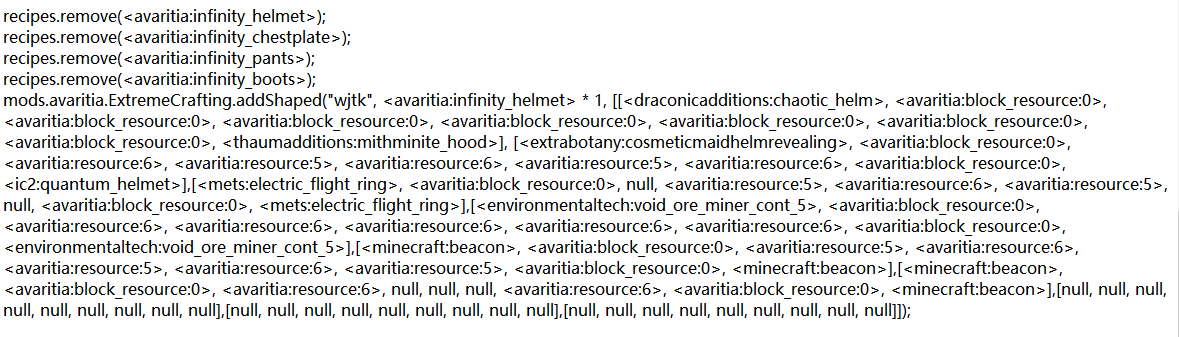 recipes.remove(<avaritia:infinity_helmet>);
recipes.remove(<avaritia:infinity_chestplate>);
recipes.remove(<avaritia:infinity_pants>);
recipes.remove(<avaritia:infinity_boots>);
mods.avaritia.ExtremeCrafting.addShaped("wjtk", <avaritia:infinity_helmet> * 1, [[<draconicadditions:chaotic_helm>, <avaritia:block_resource:0>,
<avaritia:block_resource:0>, <avaritia:block_resource:0>, <avaritia:block_resource:0>, <avaritia:block_resource:0>, <avaritia:block_resource:0>,
<avaritia:block_resource:0>, <thaumadditions:mithminite_hood>], [<extrabotany:cosmeticmaidhelmrevealing>, <avaritia:block_resource:0>,
<avaritia:resource:6>, <avaritia:resource:5>, <avaritia:resource:6>, <avaritia:resource:5>, <avaritia:resource:6>, <avaritia:block_resource:0>,
<ic2:quantum_helmet>],[<mets:electric_flight_ring>, <avaritia:block_resource:0>, null, <avaritia:resource:5>, <avaritia:resource:6>, <avaritia:resource:5>,
null, <avaritia:block_resource:0>, <mets:electric_flight_ring>],[<environmentaltech:void_ore_miner_cont_5>, <avaritia:block_resource:0>,
<avaritia:resource:6>, <avaritia:resource:6>, <avaritia:resource:6>, <avaritia:resource:6>, <avaritia:resource:6>, <avaritia:block_resource:0>,
<environmentaltech:void_ore_miner_cont_5>],[<minecraft:beacon>, <avaritia:block_resource:0>, <avaritia:resource:5>, <avaritia:resource:6>,
<avaritia:resource:5>, <avaritia:resource:6>, <avaritia:resource:5>, <avaritia:block_resource:0>, <minecraft:beacon>],[<minecraft:beacon>,
<avaritia:block_resource:0>, <avaritia:resource:6>, null, null, null, <avaritia:resource:6>, <avaritia:block_resource:0>, <minecraft:beacon>],[null, null, null,
null, null, null, null, null, null],[null, null, null, null, null, null, null, null, null],[null, null, null, null, null, null, null, null, null]]);